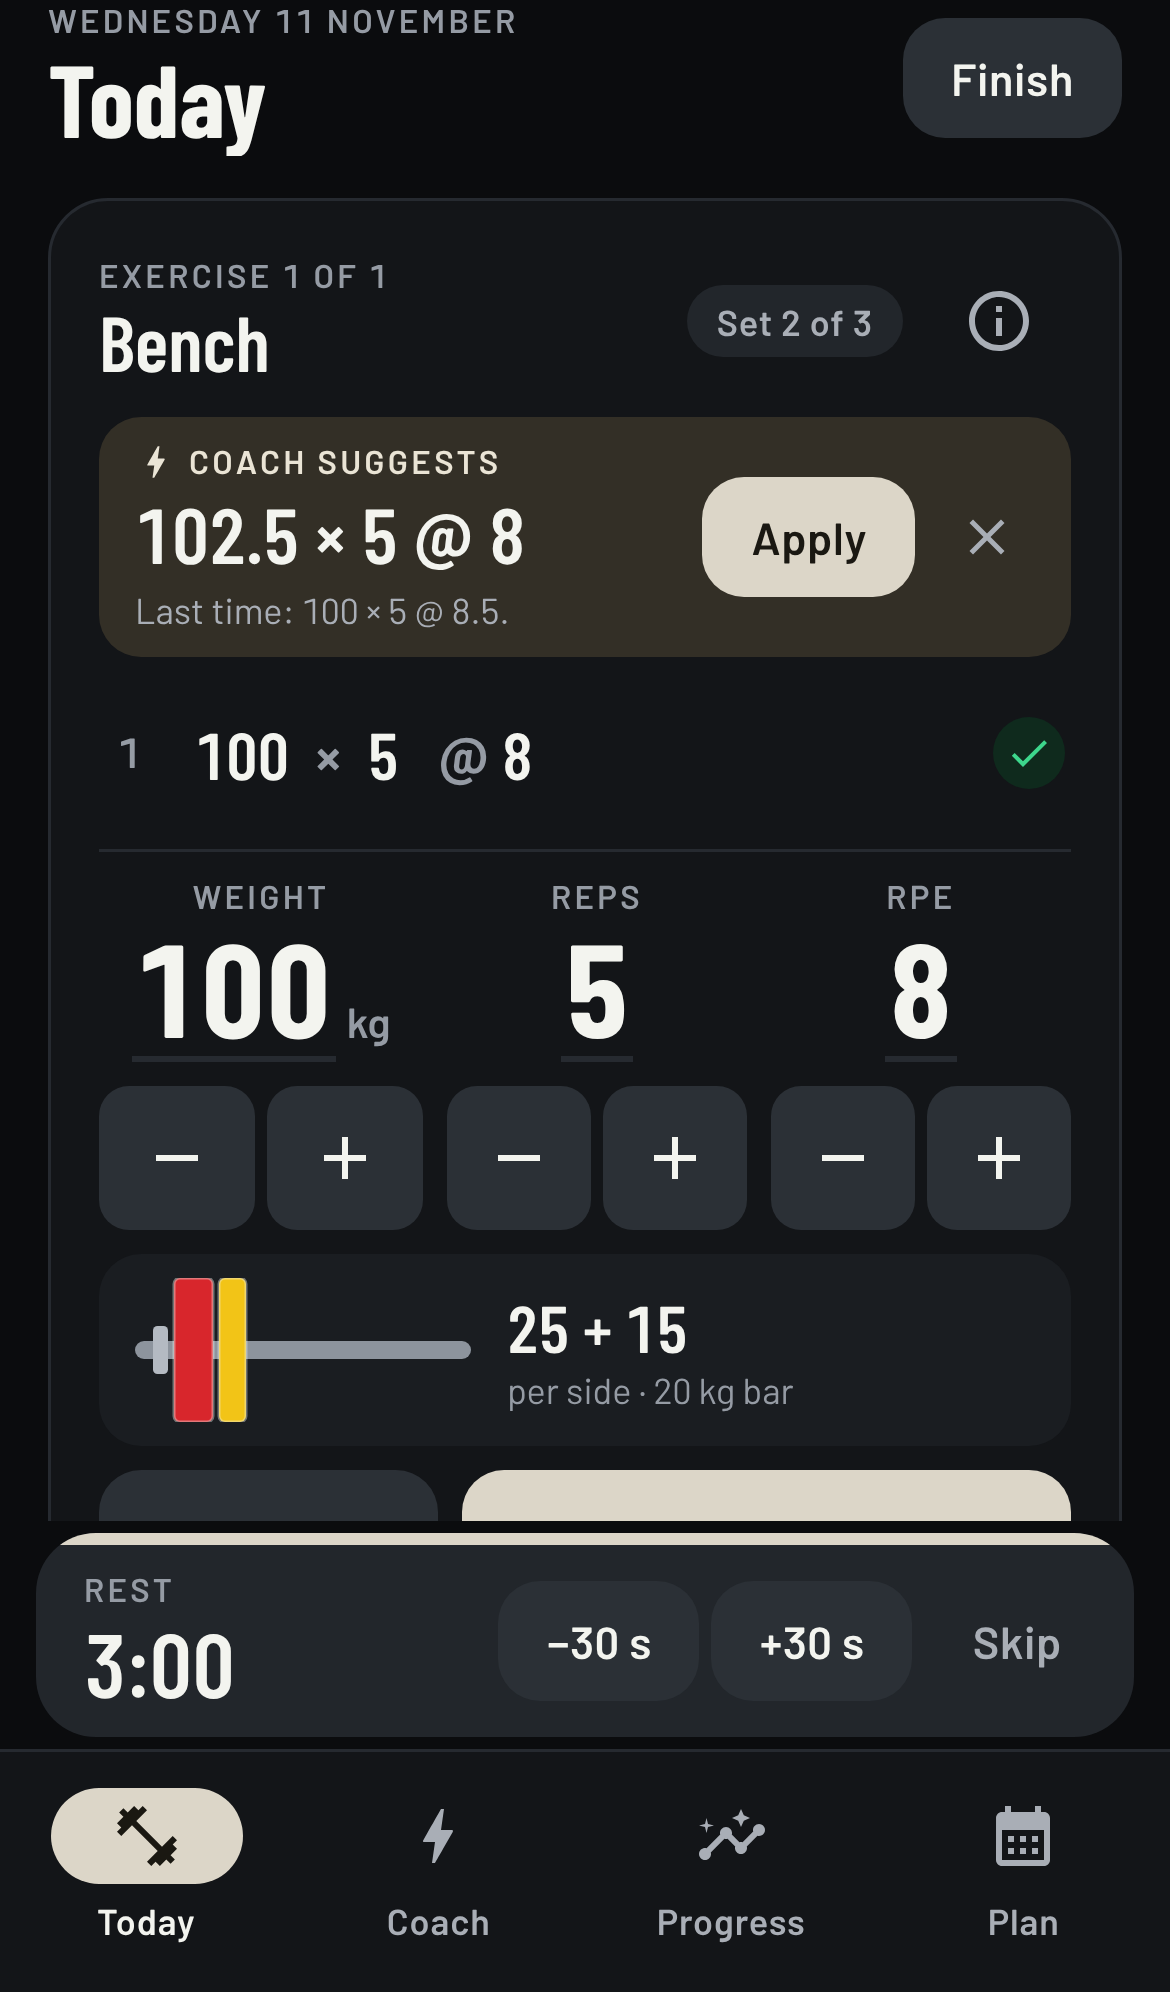 WEDNESDAY 11 NOVEMBER
Today
Finish
EXERCISE 1 OF 1
Bench
Set 2 of 3
COACH SUGGESTS
102.5 × 5 @ 8
Last time: 100 × 5 @ 8.5.
Apply
1 100 × 5 @ 8
WEIGHT REPS RPE
100 kg 5 8
25 + 15
per side · 20 kg bar
REST
3:00
−30 s +30 s Skip
Today Coach Progress Plan